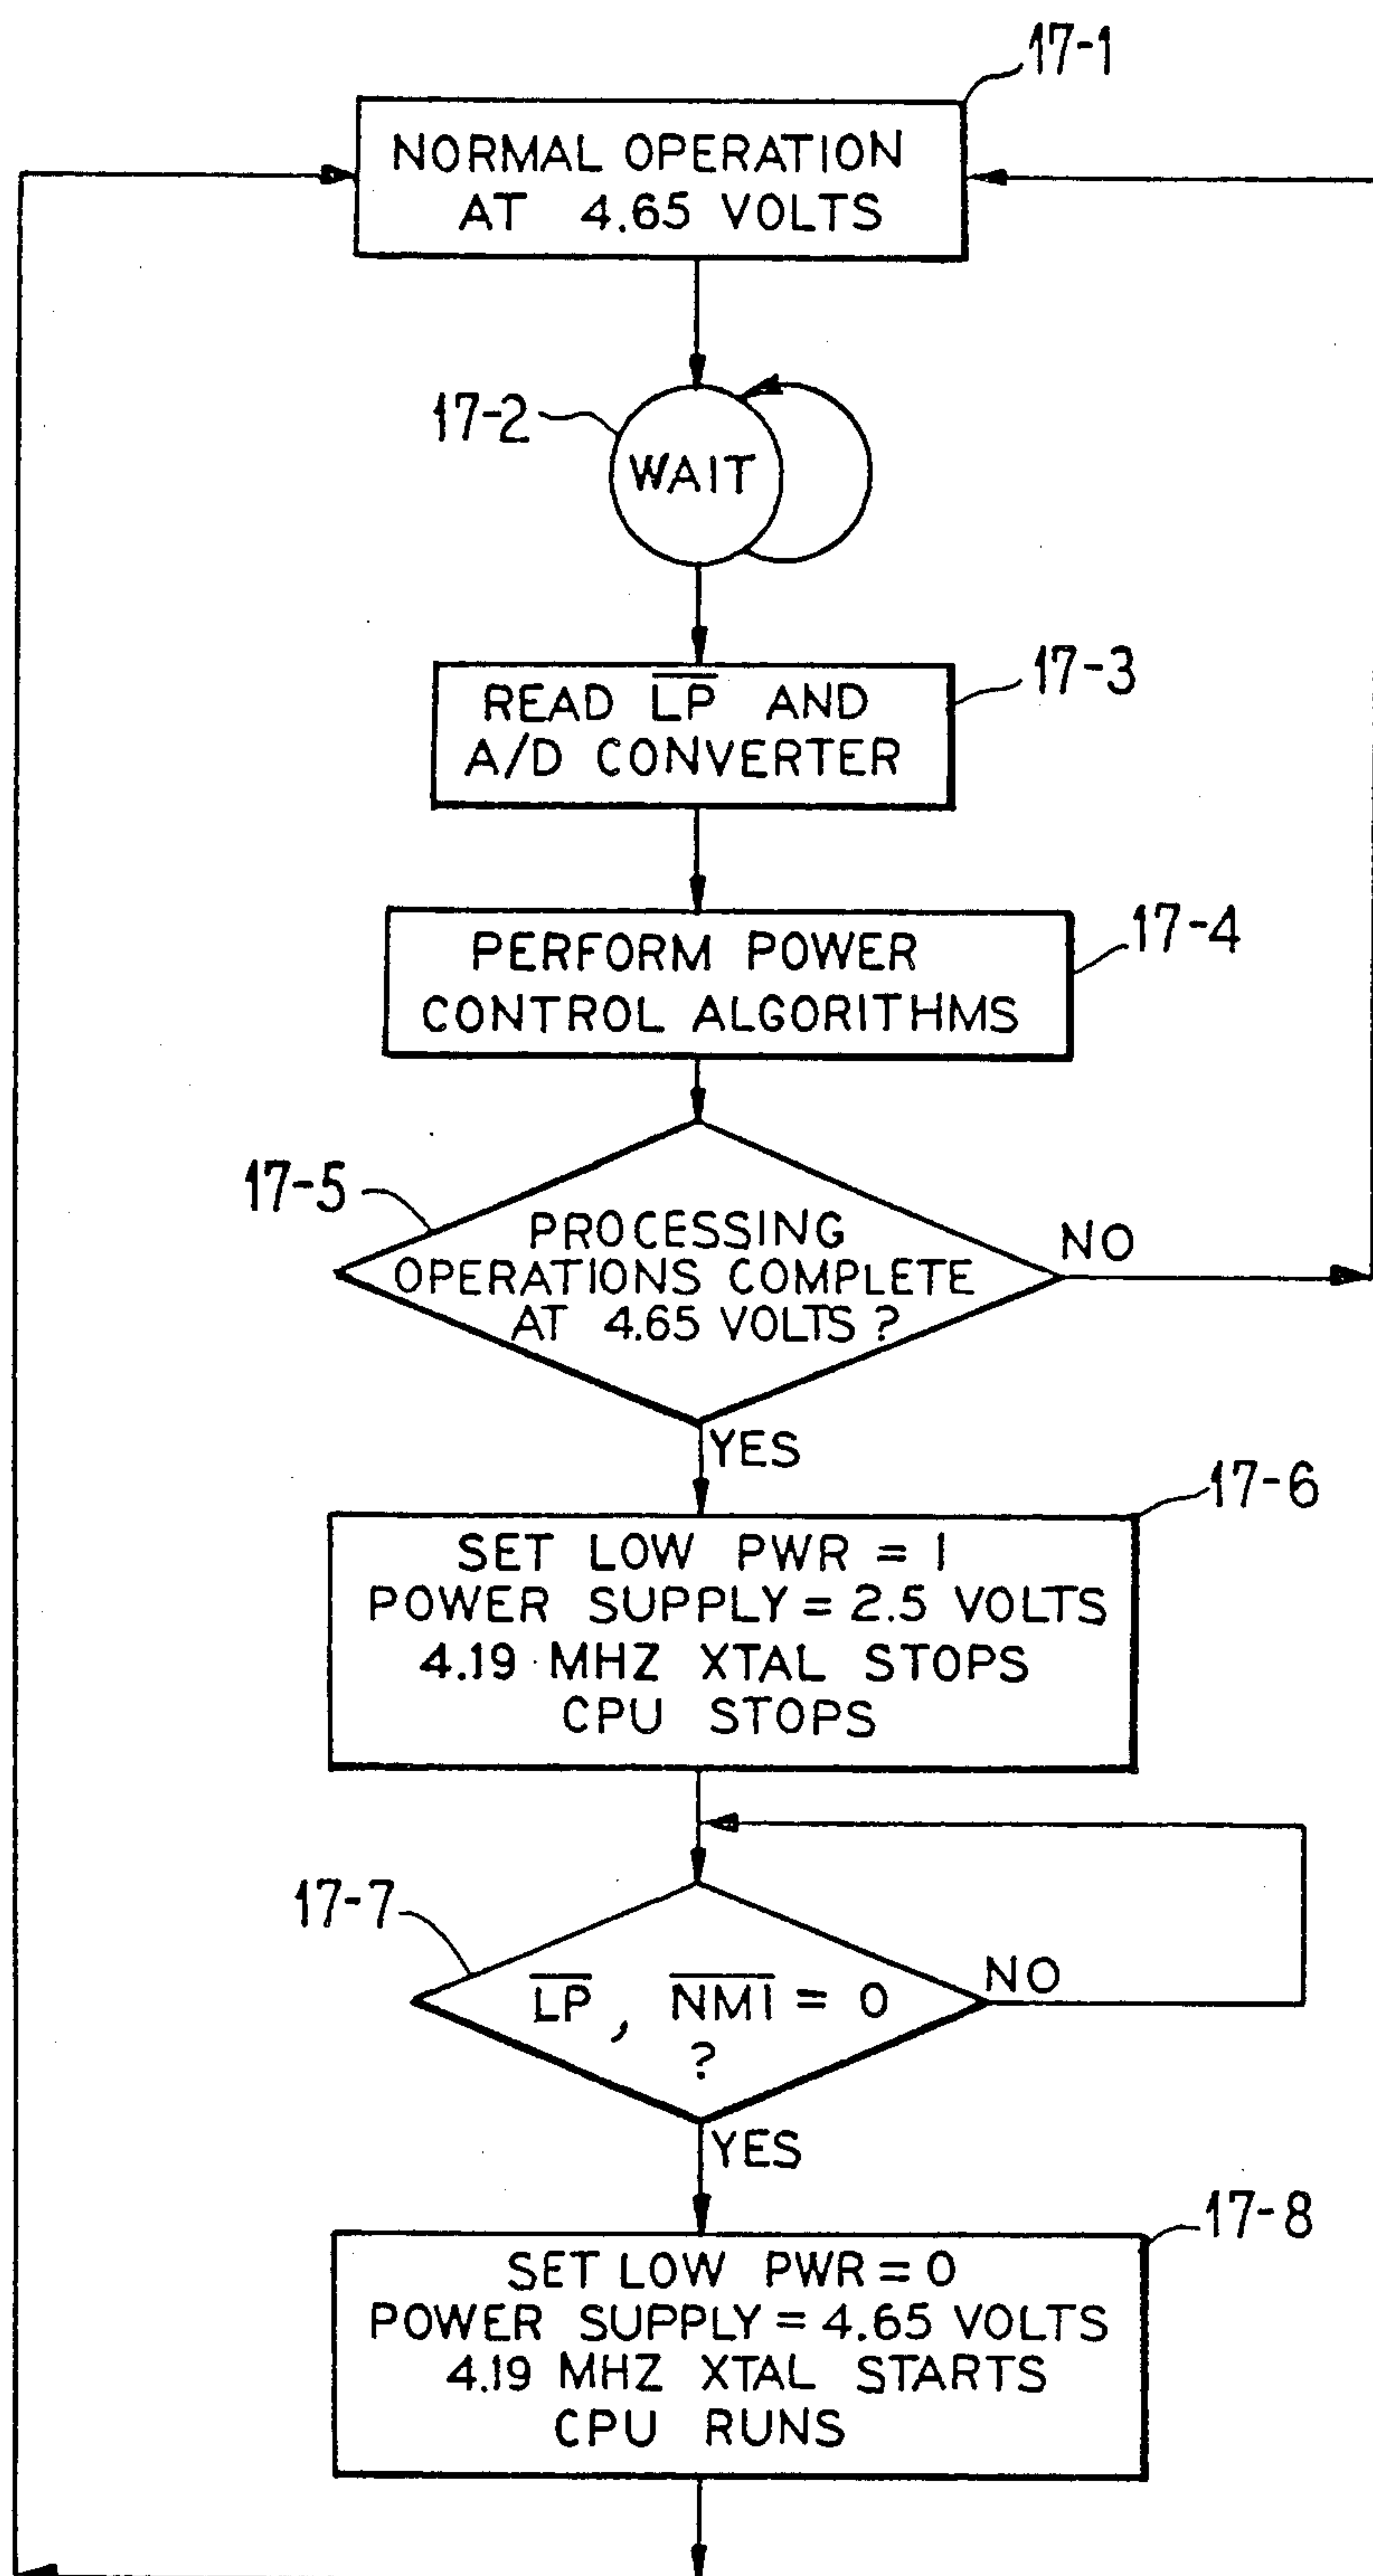 17-1
NORMAL OPERATION
AT 4.65 VOLTS
17-2
WAIT
17-3
READ L̅P̅ AND
A/D CONVERTER
17-4
PERFORM POWER
CONTROL ALGORITHMS
17-5
PROCESSING
OPERATIONS COMPLETE
AT 4.65 VOLTS ?
NO
YES
17-6
SET LOW PWR = 1
POWER SUPPLY = 2.5 VOLTS
4.19 MHZ XTAL STOPS
CPU STOPS
17-7
L̅P̅, N̅M̅I̅ = 0
?
NO
YES
17-8
SET LOW PWR = 0
POWER SUPPLY = 4.65 VOLTS
4.19 MHZ XTAL STARTS
CPU RUNS